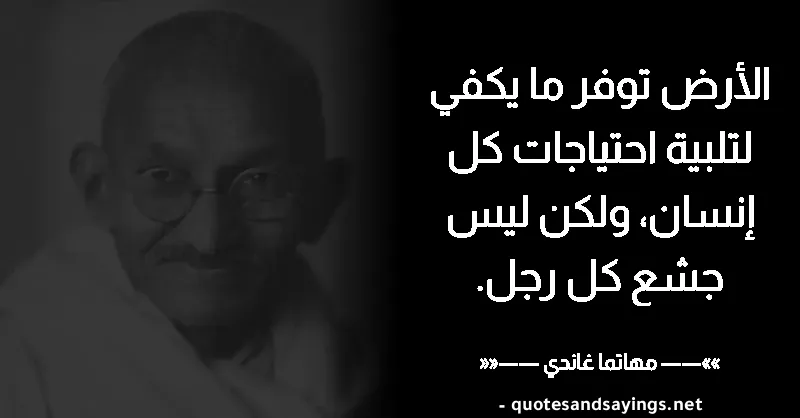 الأرض توفر ما يكفي
لتلبية احتياجات كل
إنسان، ولكن ليس
جشع كل رجل.
»»—— مهاتما غاندي ——««
- quotesandsayings.net